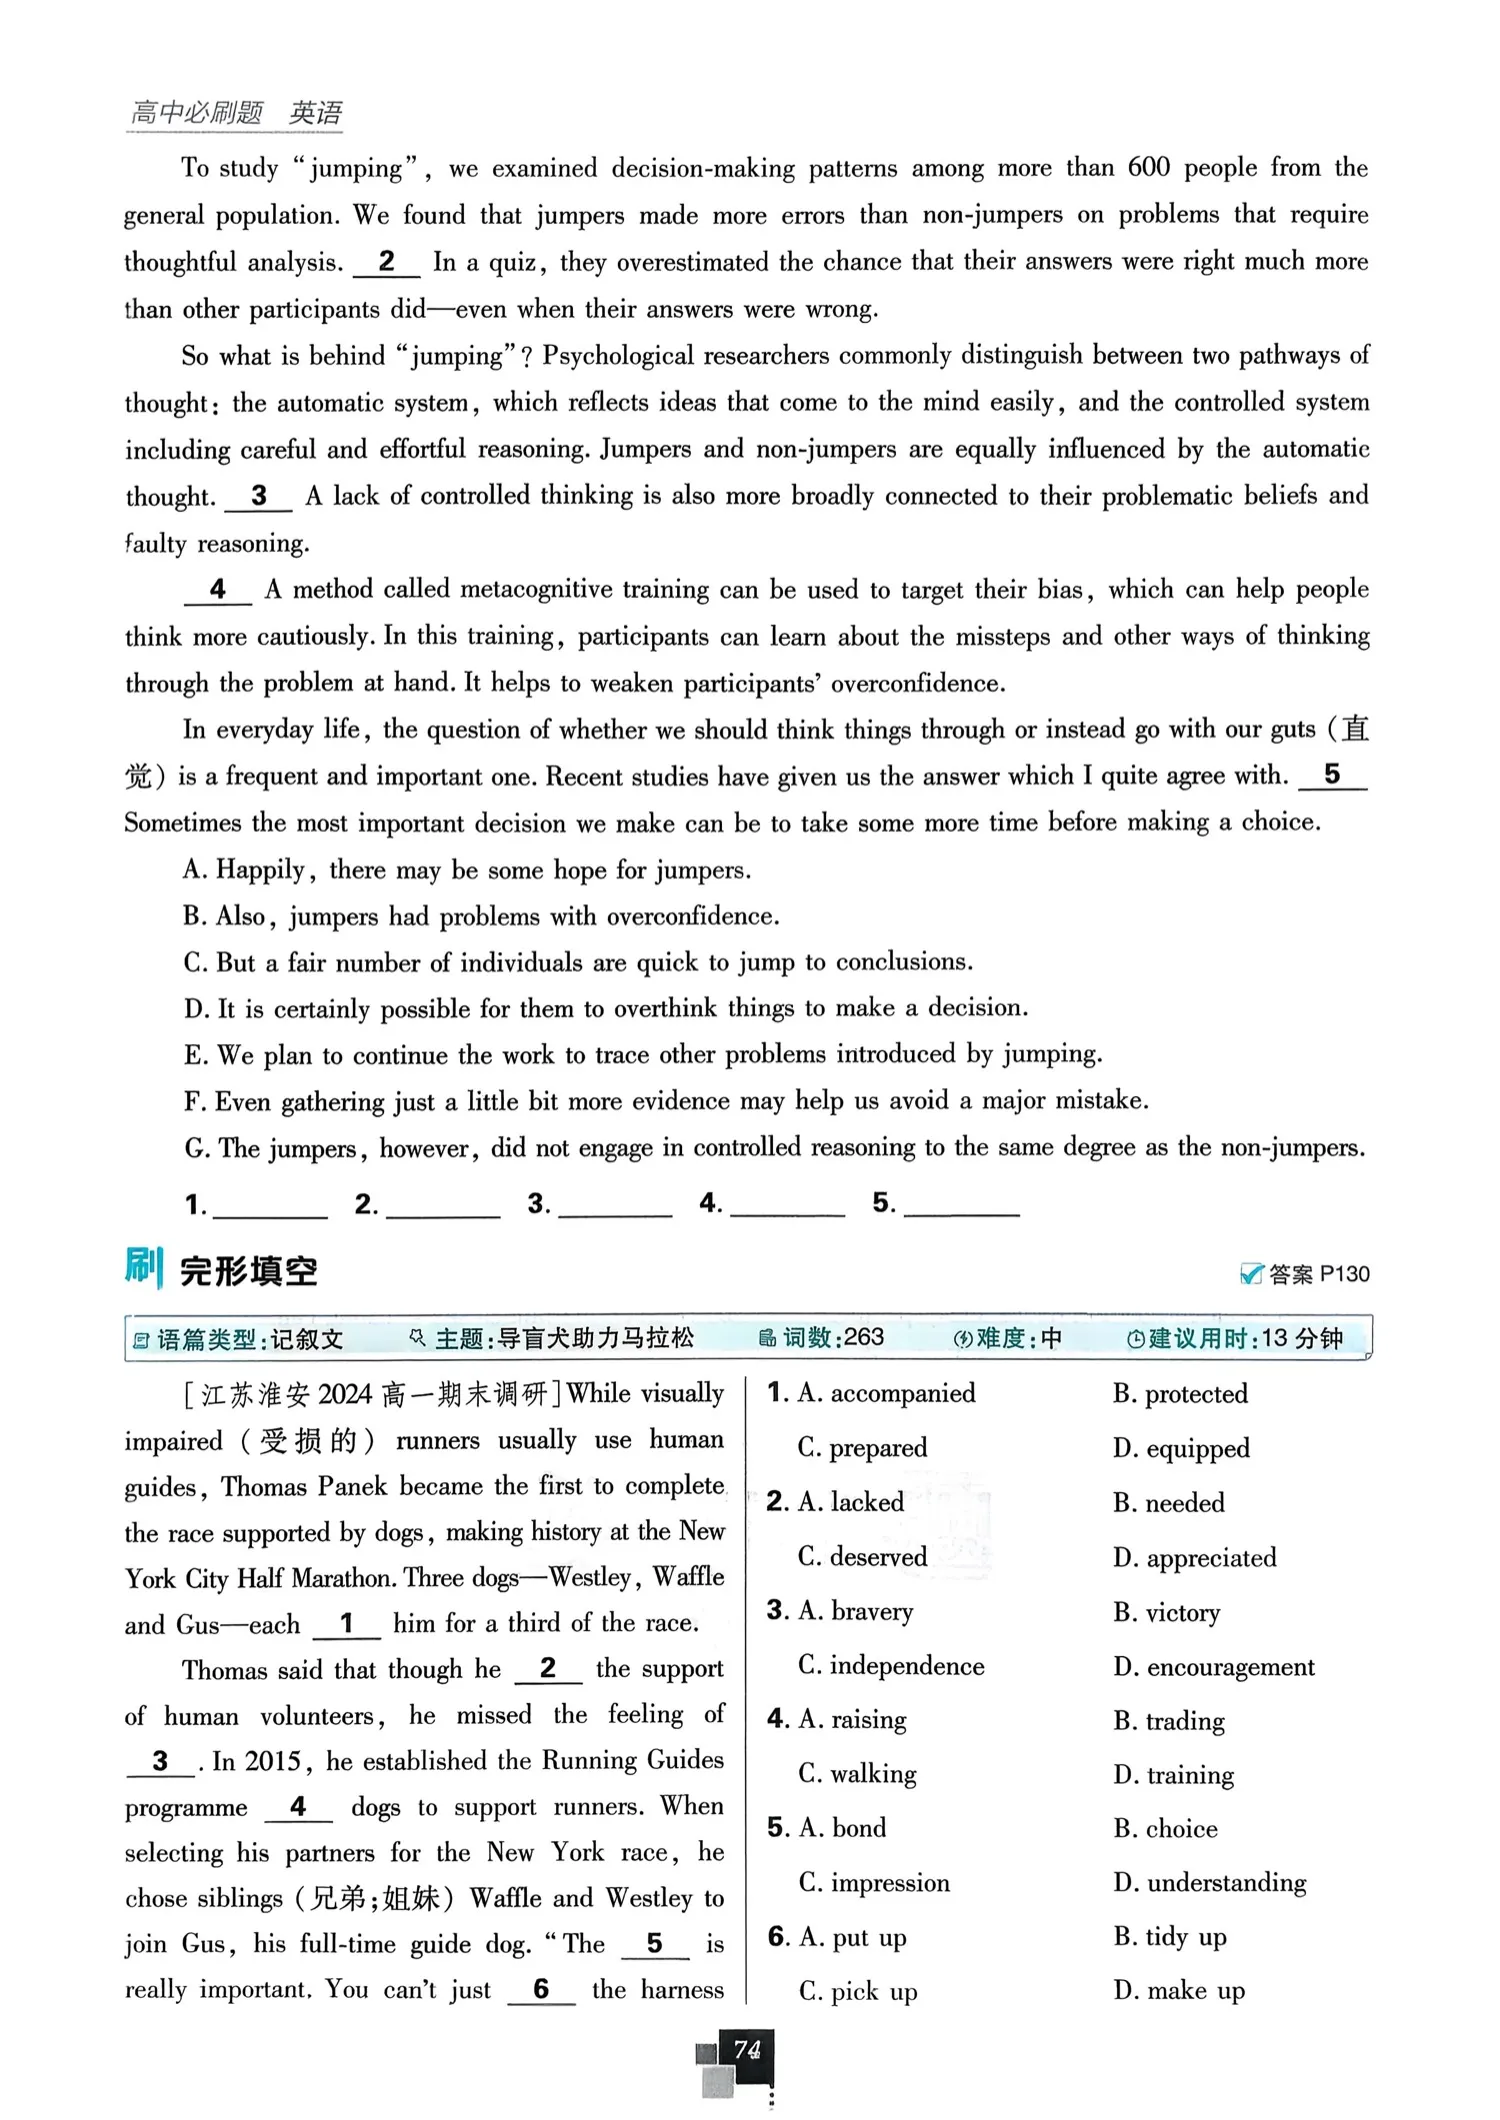 高中必刷题 英语
To study “jumping”, we examined decision-making patterns among more than 600 people from the
general population. We found that jumpers made more errors than non-jumpers on problems that require
thoughtful analysis. 2 In a quiz, they overestimated the chance that their answers were right much more
than other participants did—even when their answers were wrong.
So what is behind “jumping”? Psychological researchers commonly distinguish between two pathways of
thought: the automatic system, which reflects ideas that come to the mind easily, and the controlled system
including careful and effortful reasoning. Jumpers and non-jumpers are equally influenced by the automatic
thought. 3 A lack of controlled thinking is also more broadly connected to their problematic beliefs and
faulty reasoning.
4 A method called metacognitive training can be used to target their bias, which can help people
think more cautiously. In this training, participants can learn about the missteps and other ways of thinking
through the problem at hand. It helps to weaken participants’ overconfidence.
In everyday life, the question of whether we should think things through or instead go with our guts (直
觉) is a frequent and important one. Recent studies have given us the answer which I quite agree with. 5
Sometimes the most important decision we make can be to take some more time before making a choice.
A. Happily, there may be some hope for jumpers.
B. Also, jumpers had problems with overconfidence.
C. But a fair number of individuals are quick to jump to conclusions.
D. It is certainly possible for them to overthink things to make a decision.
E. We plan to continue the work to trace other problems introduced by jumping.
F. Even gathering just a little bit more evidence may help us avoid a major mistake.
G. The jumpers, however, did not engage in controlled reasoning to the same degree as the non-jumpers.
1. 2. 3. 4. 5.
刷 完形填空
答案 P130
语篇类型:记叙文 主题:导盲犬助力马拉松 词数:263 难度:中 建议用时:13 分钟
[江苏淮安 2024 高一期末调研]While visually
impaired (受损的) runners usually use human
guides, Thomas Panek became the first to complete
the race supported by dogs, making history at the New
York City Half Marathon. Three dogs—Westley, Waffle
and Gus—each 1 him for a third of the race.
Thomas said that though he 2 the support
of human volunteers, he missed the feeling of
3 . In 2015, he established the Running Guides
programme 4 dogs to support runners. When
selecting his partners for the New York race, he
chose siblings (兄弟;姐妹) Waffle and Westley to
join Gus, his full-time guide dog. “The 5 is
really important. You can’t just 6 the harness
1. A. accompanied B. protected
C. prepared D. equipped
2. A. lacked B. needed
C. deserved D. appreciated
3. A. bravery B. victory
C. independence D. encouragement
4. A. raising B. trading
C. walking D. training
5. A. bond B. choice
C. impression D. understanding
6. A. put up B. tidy up
C. pick up D. make up
74